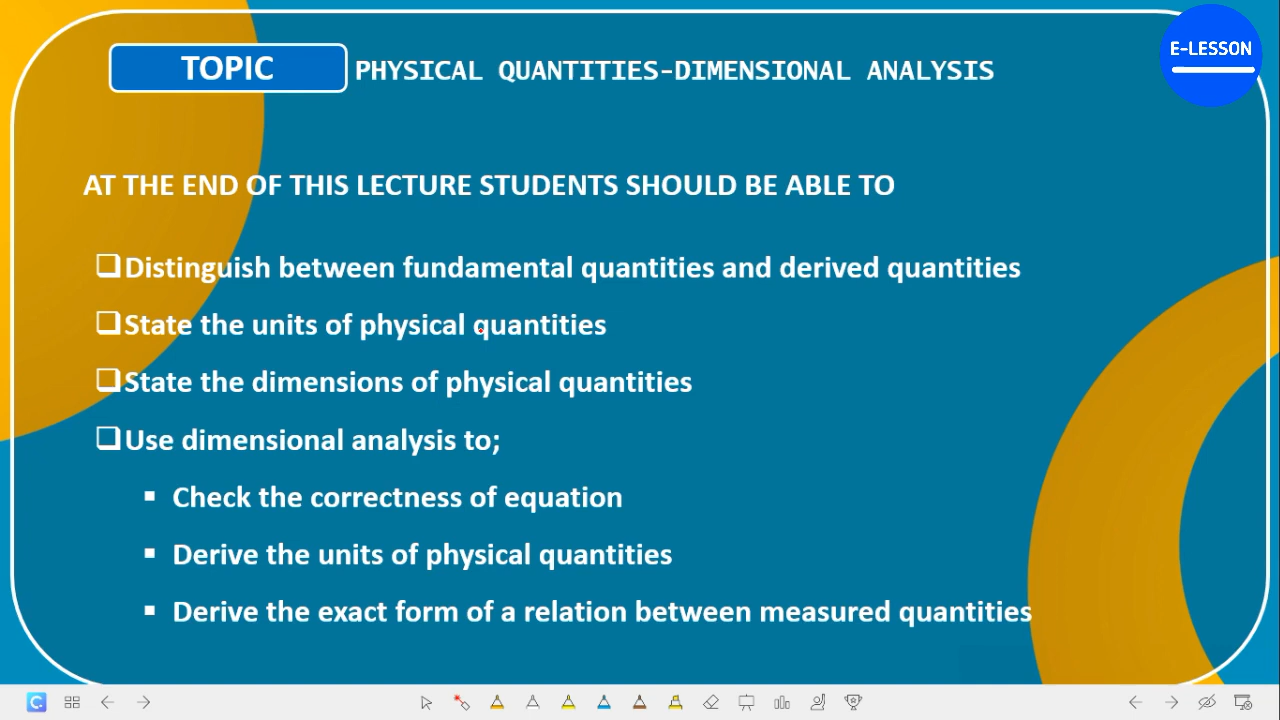 TOPIC PHYSICAL QUANTITIES-DIMENSIONAL ANALYSIS
E-LESSON
AT THE END OF THIS LECTURE STUDENTS SHOULD BE ABLE TO
❑Distinguish between fundamental quantities and derived quantities
❑State the units of physical quantities
❑State the dimensions of physical quantities
❑Use dimensional analysis to;
▪ Check the correctness of equation
▪ Derive the units of physical quantities
▪ Derive the exact form of a relation between measured quantities